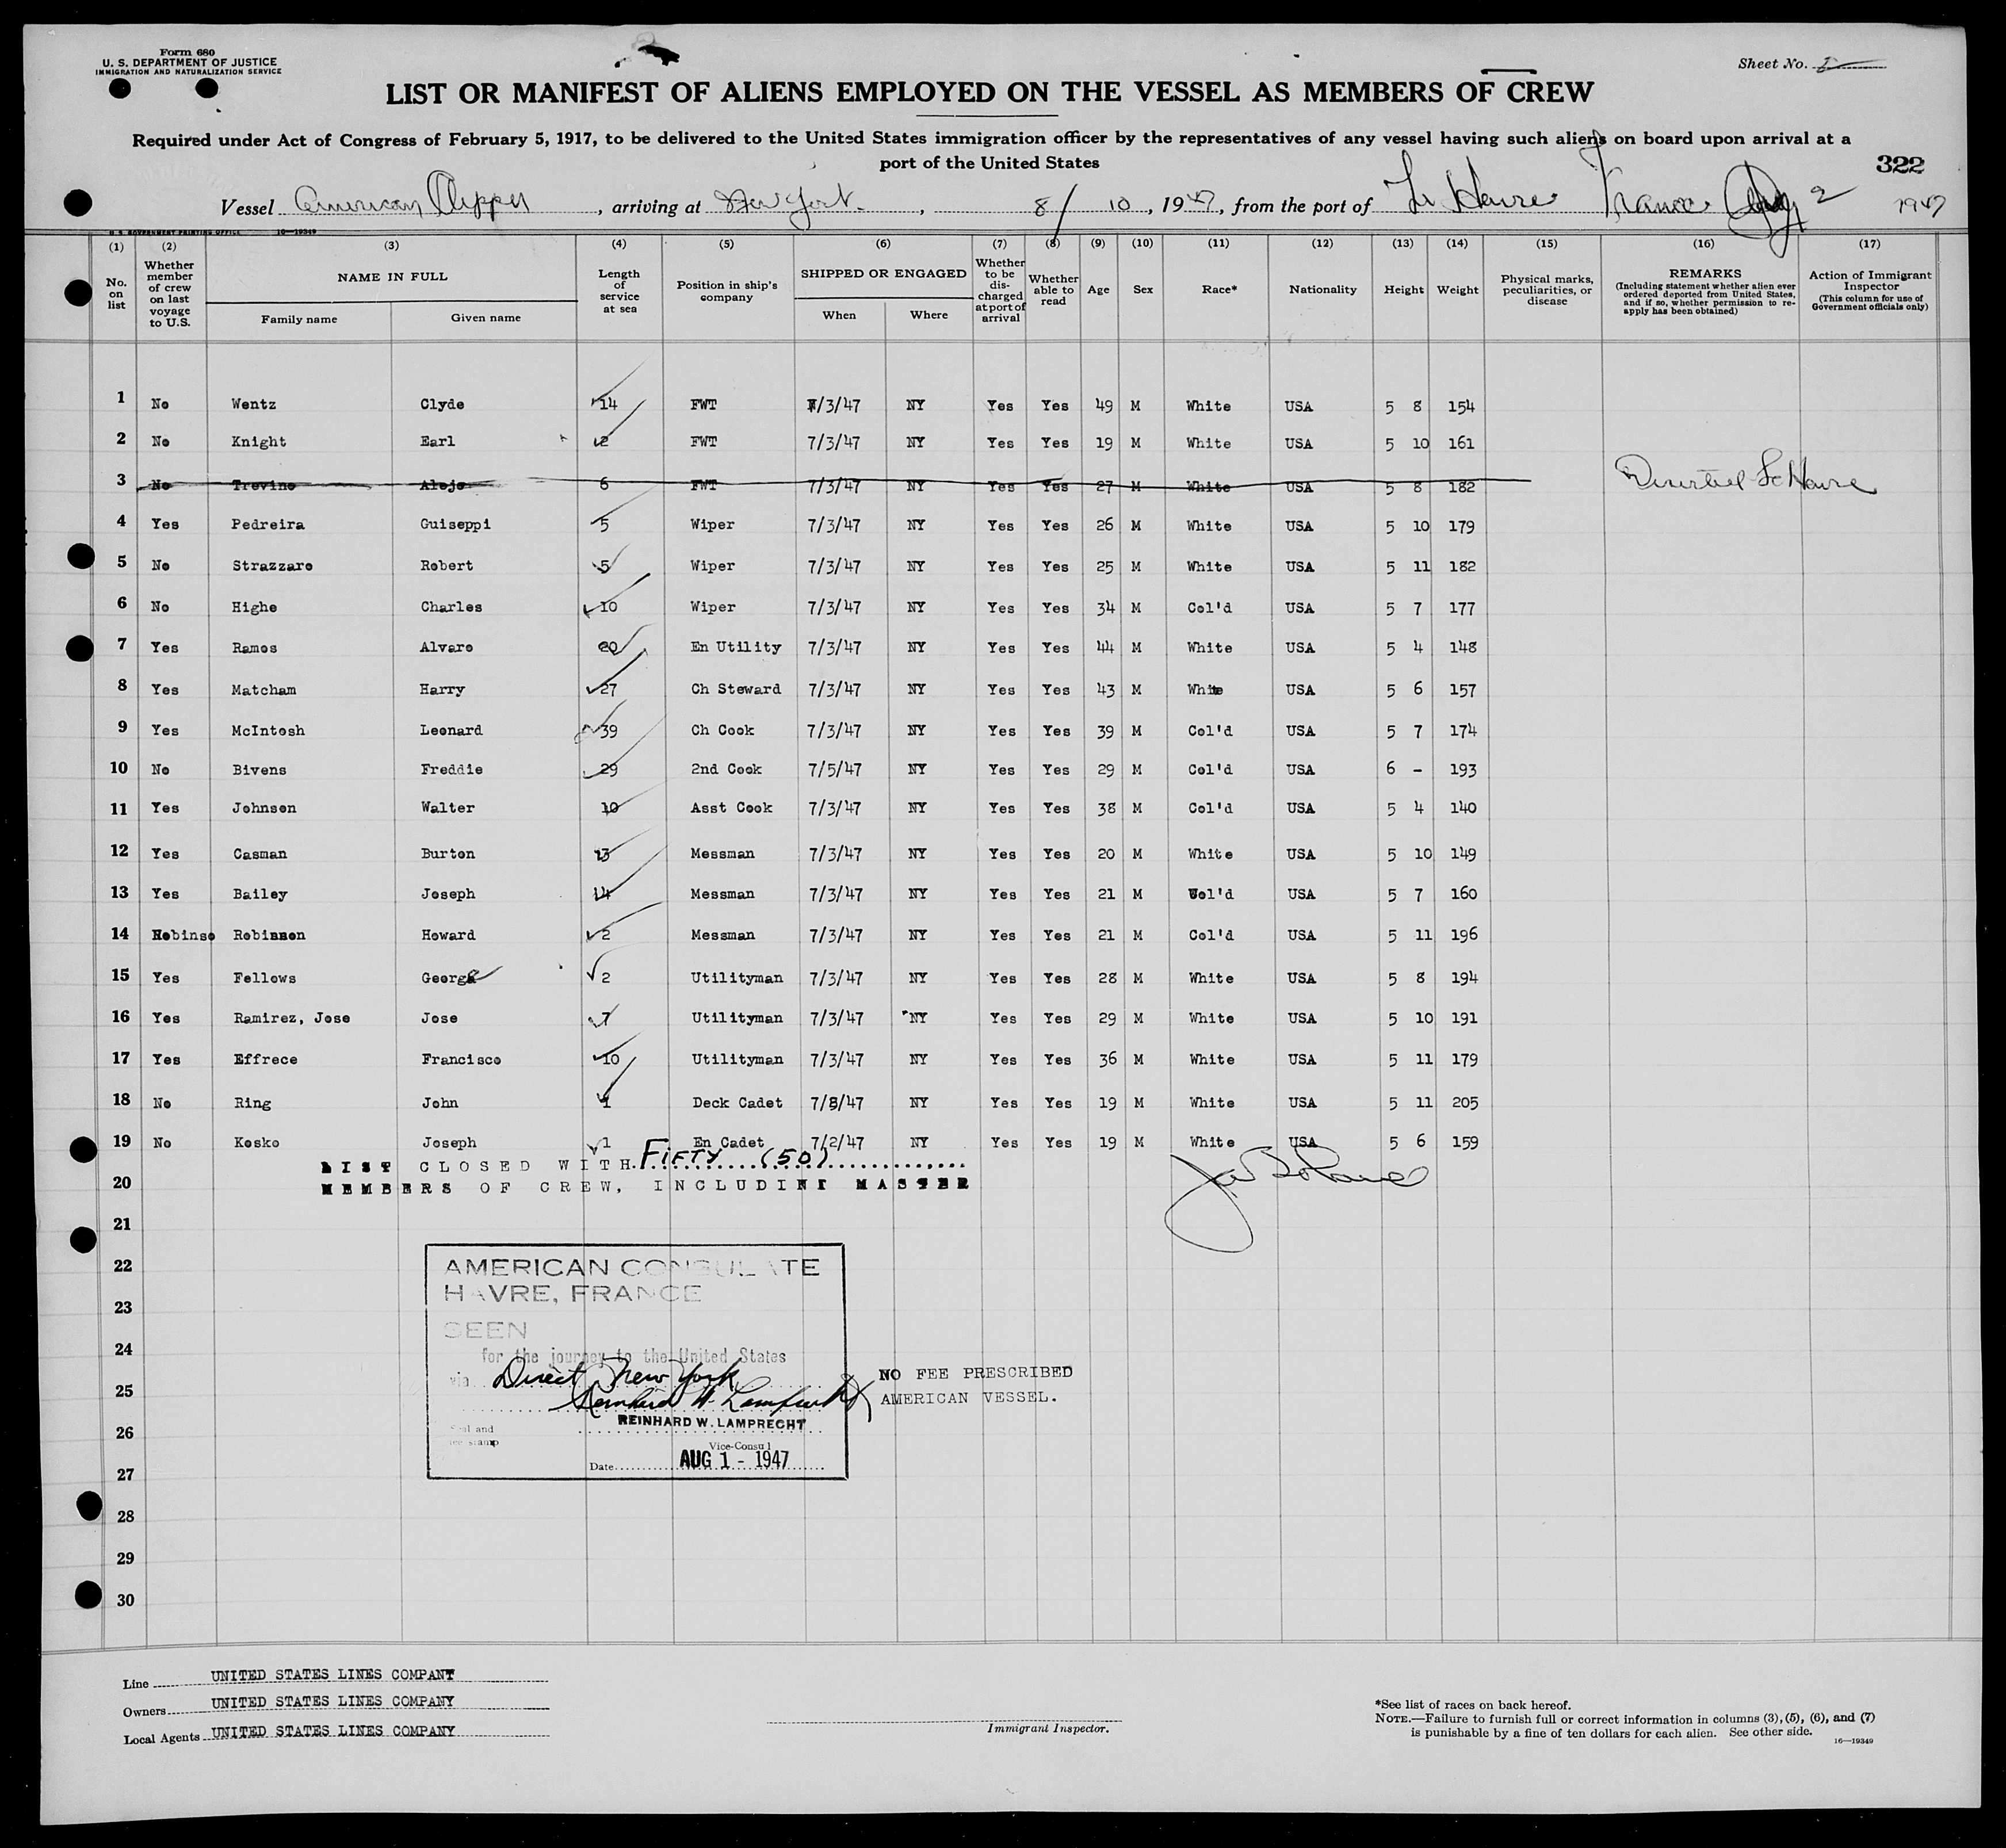 Form 680
U. S. DEPARTMENT OF JUSTICE
IMMIGRATION AND NATURALIZATION SERVICE
Sheet No.
LIST OR MANIFEST OF ALIENS EMPLOYED ON THE VESSEL AS MEMBERS OF CREW
Required under Act of Congress of February 5, 1917, to be delivered to the United States immigration officer by the representatives of any vessel having such aliens on board upon arrival at a
port of the United States
322
Vessel American Clipper, arriving at New York, 8/10, 1947, from the port of Le Havre France Aug 2 1947
U. S. GOVERNMENT PRINTING OFFICE 16—19349
(1) (2) (3) (4) (5) (6) (7) (8) (9) (10) (11) (12) (13) (14) (15) (16) (17)
No. on list
Whether member of crew on last voyage to U.S.
NAME IN FULL
Family name Given name
Length of service at sea
Position in ship's company
SHIPPED OR ENGAGED
When Where
Whether to be discharged at port of arrival
Whether able to read
Age
Sex
Race*
Nationality
Height
Weight
Physical marks, peculiarities, or disease
REMARKS
(Including statement whether alien ever ordered deported from United States, and if so, whether permission to re-apply has been obtained)
Action of Immigrant Inspector
(This column for use of Government officials only)
1 No Wentz Clyde 14 FWT 7/3/47 NY Yes Yes 49 M White USA 5 8 154
2 No Knight Earl 2 FWT 7/3/47 NY Yes Yes 19 M White USA 5 10 161
3 No Trevino Alejo 6 FWT 7/3/47 NY Yes Yes 27 M White USA 5 8 182 Deserted Le Havre
4 Yes Pedreira Guiseppi 5 Wiper 7/3/47 NY Yes Yes 26 M White USA 5 10 179
5 No Strazzaro Robert 5 Wiper 7/3/47 NY Yes Yes 25 M White USA 5 11 182
6 No Highe Charles 10 Wiper 7/3/47 NY Yes Yes 34 M Col'd USA 5 7 177
7 Yes Ramos Alvaro 20 En Utility 7/3/47 NY Yes Yes 44 M White USA 5 4 148
8 Yes Matcham Harry 27 Ch Steward 7/3/47 NY Yes Yes 43 M White USA 5 6 157
9 Yes McIntosh Leonard 39 Ch Cook 7/3/47 NY Yes Yes 39 M Col'd USA 5 7 174
10 No Bivens Freddie 29 2nd Cook 7/5/47 NY Yes Yes 29 M Col'd USA 6 - 193
11 Yes Johnson Walter 10 Asst Cook 7/3/47 NY Yes Yes 38 M Col'd USA 5 4 140
12 Yes Casman Burton 3 Messman 7/3/47 NY Yes Yes 20 M White USA 5 10 149
13 Yes Bailey Joseph 4 Messman 7/3/47 NY Yes Yes 21 M Col'd USA 5 7 160
14 Robinso Robinson Howard 2 Messman 7/3/47 NY Yes Yes 21 M Col'd USA 5 11 196
15 Yes Fellows George 2 Utilityman 7/3/47 NY Yes Yes 28 M White USA 5 8 194
16 Yes Ramirez, Jose Jose 7 Utilityman 7/3/47 NY Yes Yes 29 M White USA 5 10 191
17 Yes Effrece Francisco 10 Utilityman 7/3/47 NY Yes Yes 36 M White USA 5 11 179
18 No Ring John 1 Deck Cadet 7/8/47 NY Yes Yes 19 M White USA 5 11 205
19 No Kosko Joseph 1 En Cadet 7/2/47 NY Yes Yes 19 M White USA 5 6 159
LIST CLOSED WITH FIFTY (50)
20 MEMBERS OF CREW, INCLUDING MASTER
21
22 AMERICAN CONSULATE
23 HAVRE, FRANCE
SEEN
24 for the journey to the United States
via Direct New York NO FEE PRESCRIBED
25 Reinhard W. Lamprecht AMERICAN VESSEL.
26 REINHARD W. LAMPRECHT
Seal and
fee stamp
Vice-Consul
27 Date AUG 1 - 1947
28
29
30
Line UNITED STATES LINES COMPANY
Owners UNITED STATES LINES COMPANY
Local Agents UNITED STATES LINES COMPANY
Immigrant Inspector.
*See list of races on back hereof.
NOTE.—Failure to furnish full or correct information in columns (3), (5), (6), and (7)
is punishable by a fine of ten dollars for each alien. See other side.
16—19349